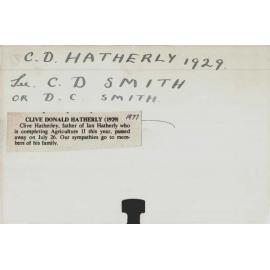 C.D. HATHERLY 1929.
See. C. D SMITH
OR D. C. SMITH.
CLIVE DONALD HATHERLY (1929) 1977
Clive Hatherley, father of Ian Hatherly who
is completing Agriculture II this year, passed
away on July 26. Our sympathies go to mem-
bers of his family.